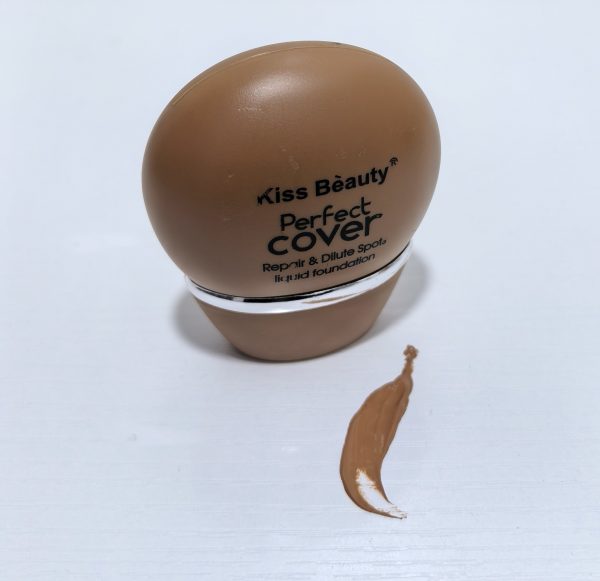 Kiss Bèauty®
Perfect
cover
Repair & Dilute Spots
liquid foundation